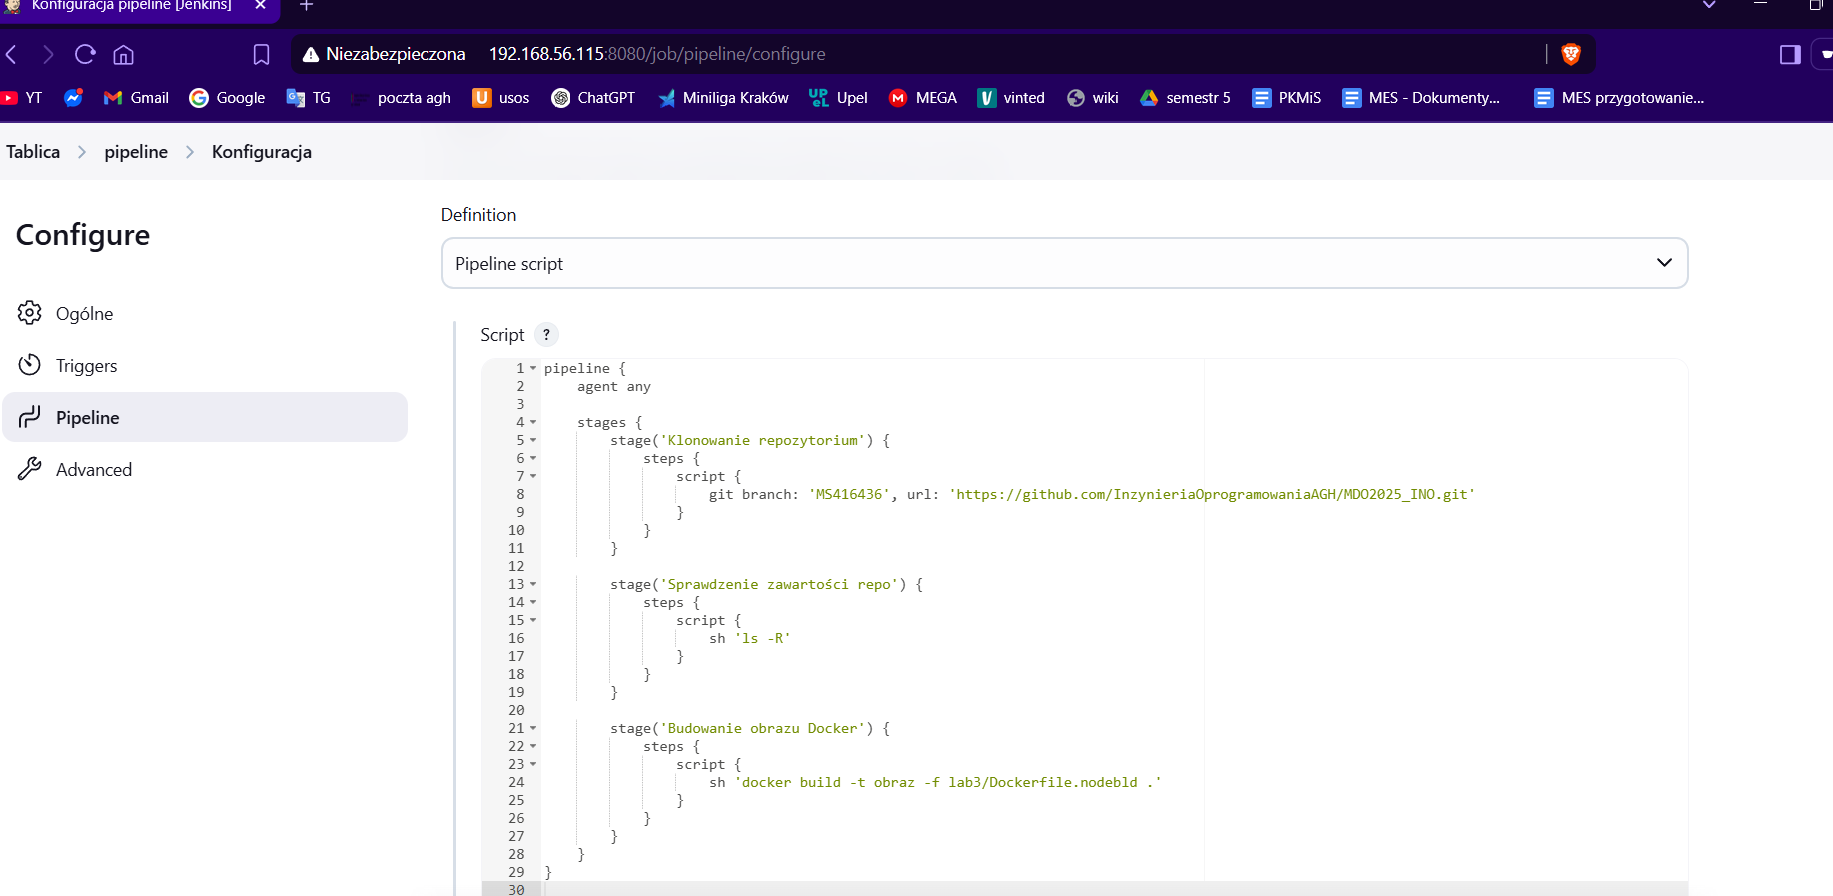 Konfiguracja pipeline [Jenkins]
Niezabezpieczona 192.168.56.115:8080/job/pipeline/configure
YT Gmail Google TG poczta agh usos ChatGPT Miniliga Kraków Upel MEGA vinted wiki semestr 5 PKMiS MES - Dokumenty... MES przygotowanie...
Tablica > pipeline > Konfiguracja
Configure
Ogólne
Triggers
Pipeline
Advanced
Definition
Pipeline script
Script ?
1 pipeline {
2     agent any
3
4     stages {
5         stage('Klonowanie repozytorium') {
6             steps {
7                 script {
8                     git branch: 'MS416436', url: 'https://github.com/InzynieriaOprogramowaniaAGH/MDO2025_INO.git'
9                 }
10             }
11         }
12
13         stage('Sprawdzenie zawartości repo') {
14             steps {
15                 script {
16                     sh 'ls -R'
17                 }
18             }
19         }
20
21         stage('Budowanie obrazu Docker') {
22             steps {
23                 script {
24                     sh 'docker build -t obraz -f lab3/Dockerfile.nodebld .'
25                 }
26             }
27         }
28     }
29 }
30